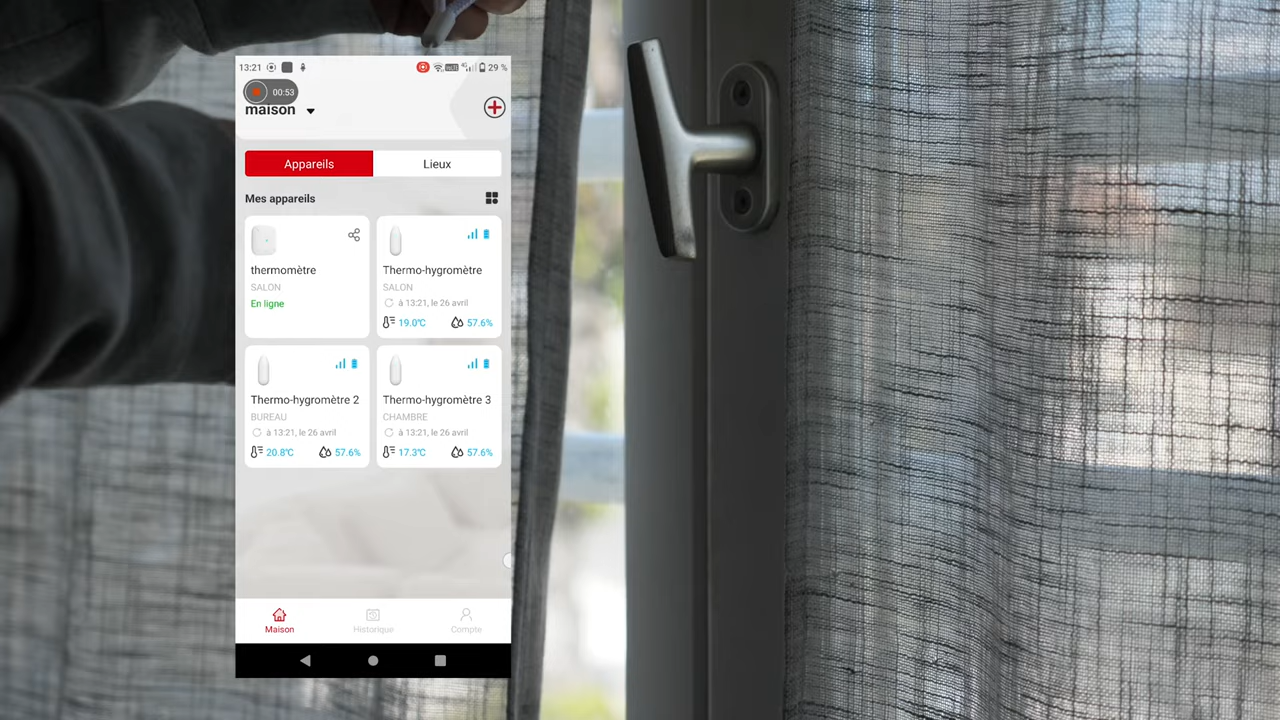 13:21
29 %
00:53
maison
Appareils
Lieux
Mes appareils
thermomètre
SALON
En ligne
Thermo-hygromètre
SALON
à 13:21, le 26 avril
19.0℃
57.6%
Thermo-hygromètre 2
BUREAU
à 13:21, le 26 avril
20.8℃
57.6%
Thermo-hygromètre 3
CHAMBRE
à 13:21, le 26 avril
17.3℃
57.6%
Maison
Historique
Compte